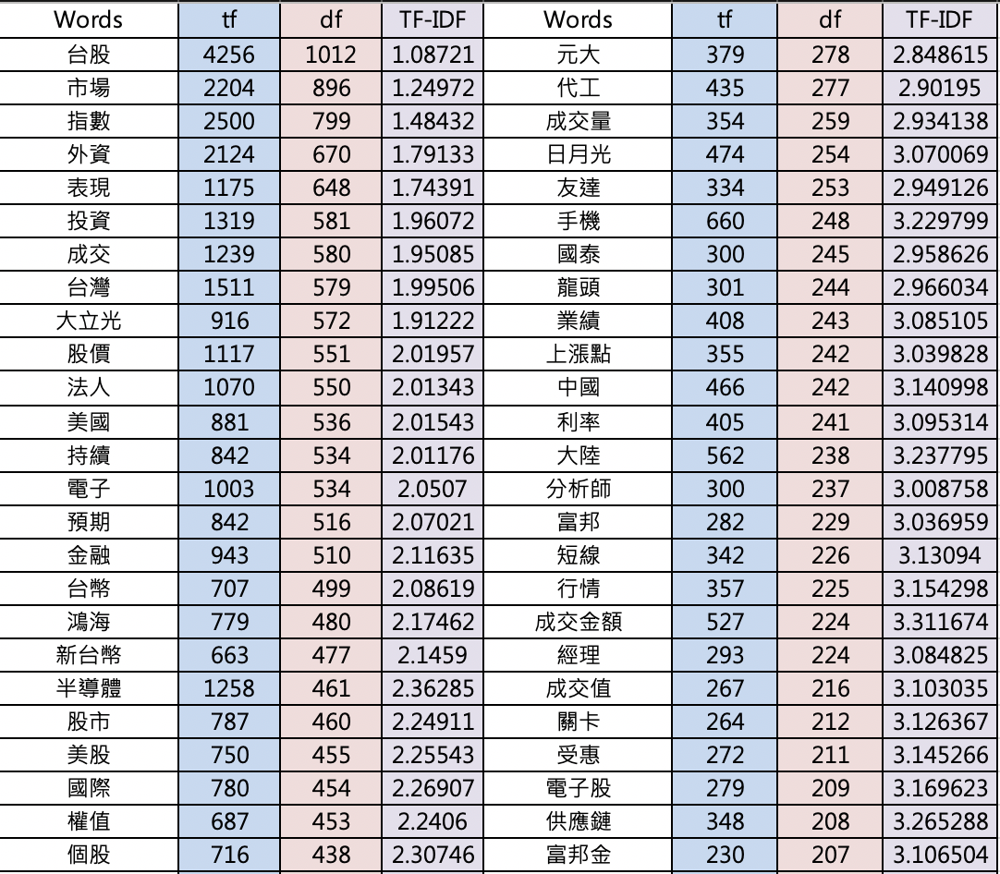 Words tf df TF-IDF Words tf df TF-IDF
台股 4256 1012 1.08721 元大 379 278 2.848615
市場 2204 896 1.24972 代工 435 277 2.90195
指數 2500 799 1.48432 成交量 354 259 2.934138
外資 2124 670 1.79133 日月光 474 254 3.070069
表現 1175 648 1.74391 友達 334 253 2.949126
投資 1319 581 1.96072 手機 660 248 3.229799
成交 1239 580 1.95085 國泰 300 245 2.958626
台灣 1511 579 1.99506 龍頭 301 244 2.966034
大立光 916 572 1.91222 業績 408 243 3.085105
股價 1117 551 2.01957 上漲點 355 242 3.039828
法人 1070 550 2.01343 中國 466 242 3.140998
美國 881 536 2.01543 利率 405 241 3.095314
持續 842 534 2.01176 大陸 562 238 3.237795
電子 1003 534 2.0507 分析師 300 237 3.008758
預期 842 516 2.07021 富邦 282 229 3.036959
金融 943 510 2.11635 短線 342 226 3.13094
台幣 707 499 2.08619 行情 357 225 3.154298
鴻海 779 480 2.17462 成交金額 527 224 3.311674
新台幣 663 477 2.1459 經理 293 224 3.084825
半導體 1258 461 2.36285 成交值 267 216 3.103035
股市 787 460 2.24911 關卡 264 212 3.126367
美股 750 455 2.25543 受惠 272 211 3.145266
國際 780 454 2.26907 電子股 279 209 3.169623
權值 687 453 2.2406 供應鏈 348 208 3.265288
個股 716 438 2.30746 富邦金 230 207 3.106504